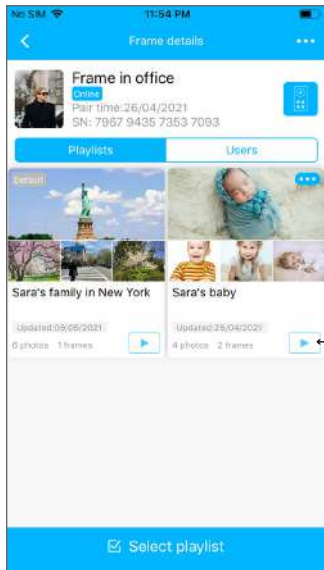 No SIM 11:54 PM
Frame details
Frame in office
Online
Pair time:26/04/2021
SN: 7967 9435 7353 7093
Playlists Users
Default
Sara's family in New York Sara's baby
Updated:09/05/2021 Updated:26/04/2021
6 photos 1 frames 4 photos 2 frames
Select playlist